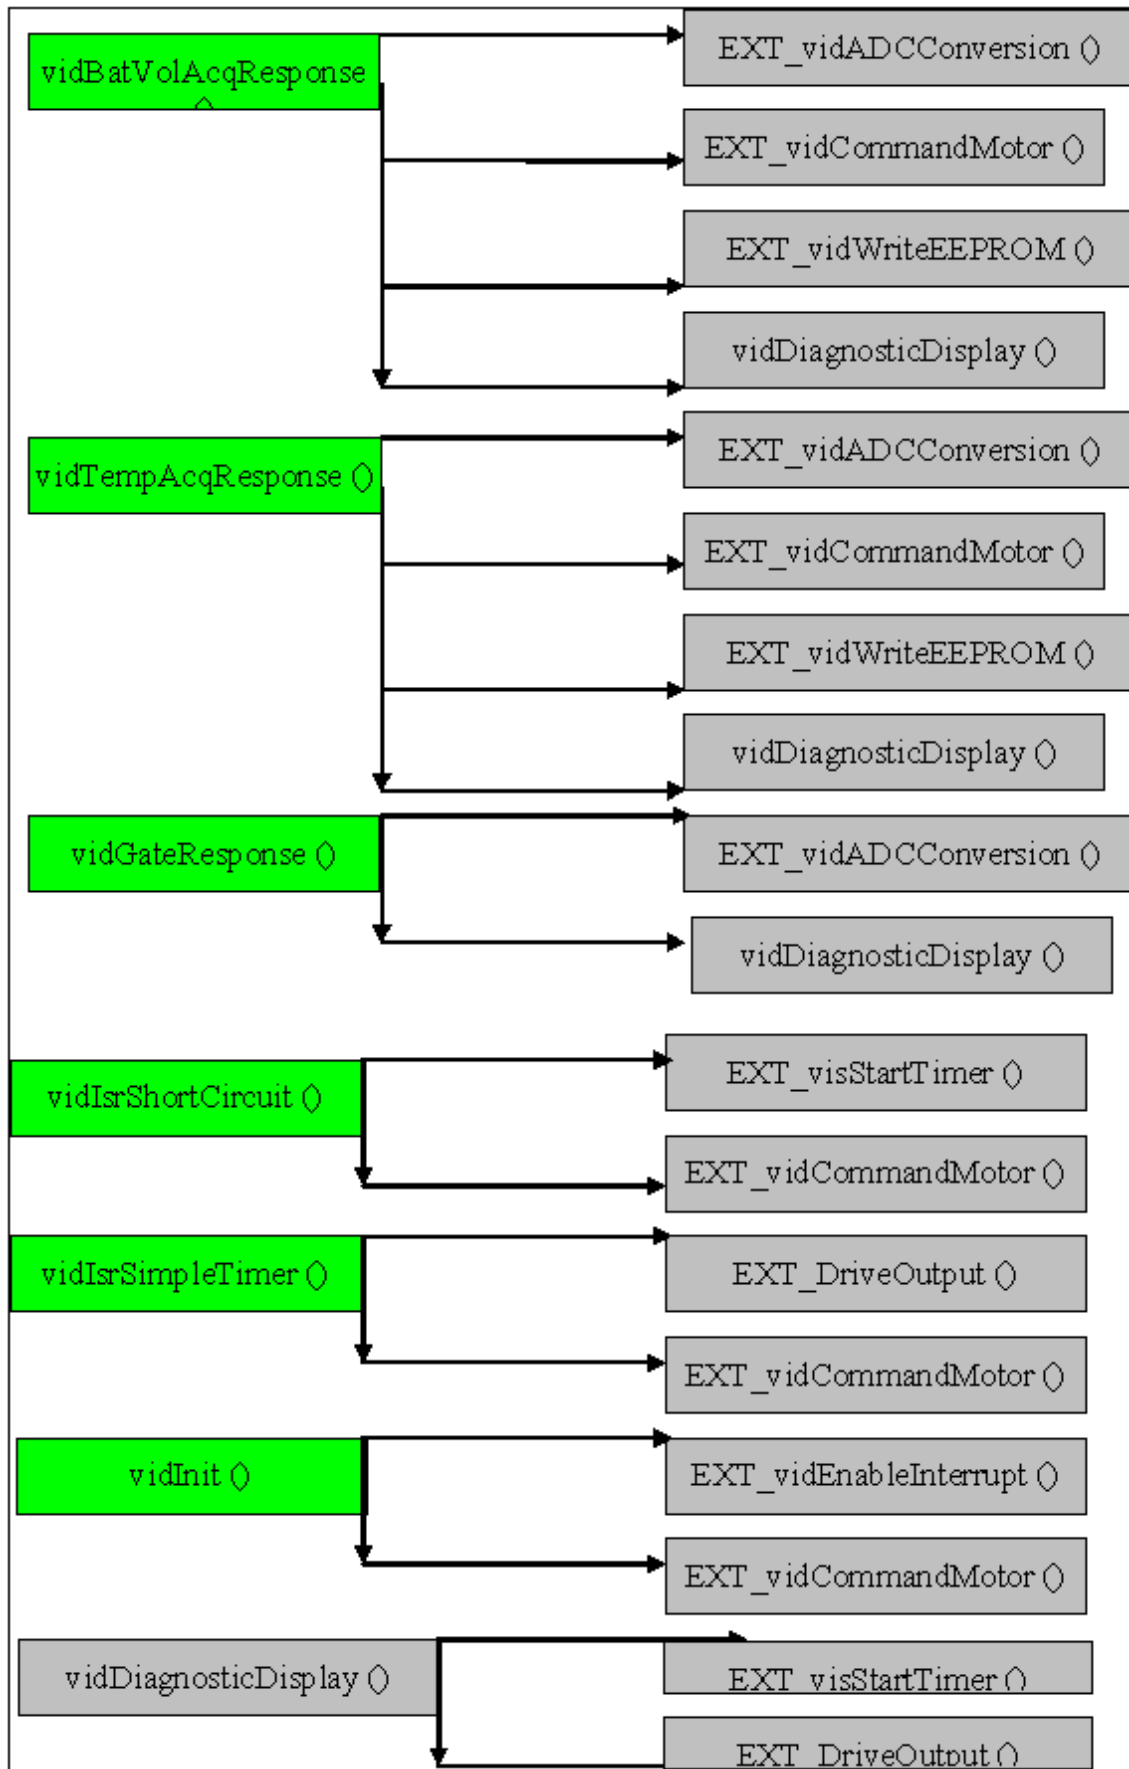 vidBatVolAcqResponse
()
EXT_vidADCConversion ()
EXT_vidCommandMotor ()
EXT_vidWriteEEPROM ()
vidDiagnosticDisplay ()
vidTempAcqResponse ()
EXT_vidADCConversion ()
EXT_vidCommandMotor ()
EXT_vidWriteEEPROM ()
vidDiagnosticDisplay ()
vidGateResponse ()
EXT_vidADCConversion ()
vidDiagnosticDisplay ()
vidIsrShortCircuit ()
EXT_visStartTimer ()
EXT_vidCommandMotor ()
vidIsrSimpleTimer ()
EXT_DriveOutput ()
EXT_vidCommandMotor ()
vidInit ()
EXT_vidEnableInterrupt ()
EXT_vidCommandMotor ()
vidDiagnosticDisplay ()
EXT_visStartTimer ()
EXT_DriveOutput ()